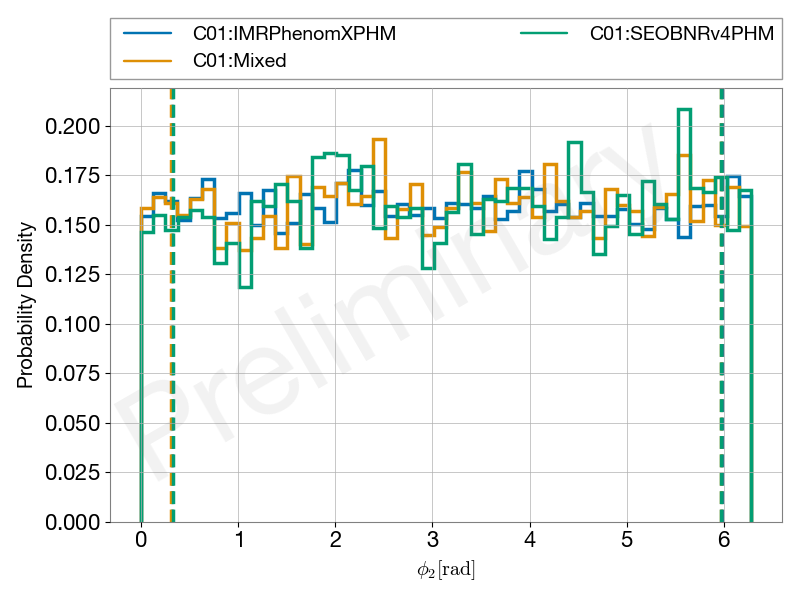 C01:IMRPhenomXPHM
C01:Mixed
C01:SEOBNRv4PHM
Preliminary
Probability Density
0.200
0.175
0.150
0.125
0.100
0.075
0.050
0.025
0.000
0 1 2 3 4 5 6
ϕ₂[rad]